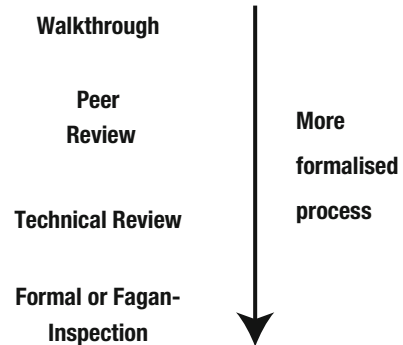 Walkthrough
Peer
Review
More
formalised
process
Technical Review
Formal or Fagan-
Inspection